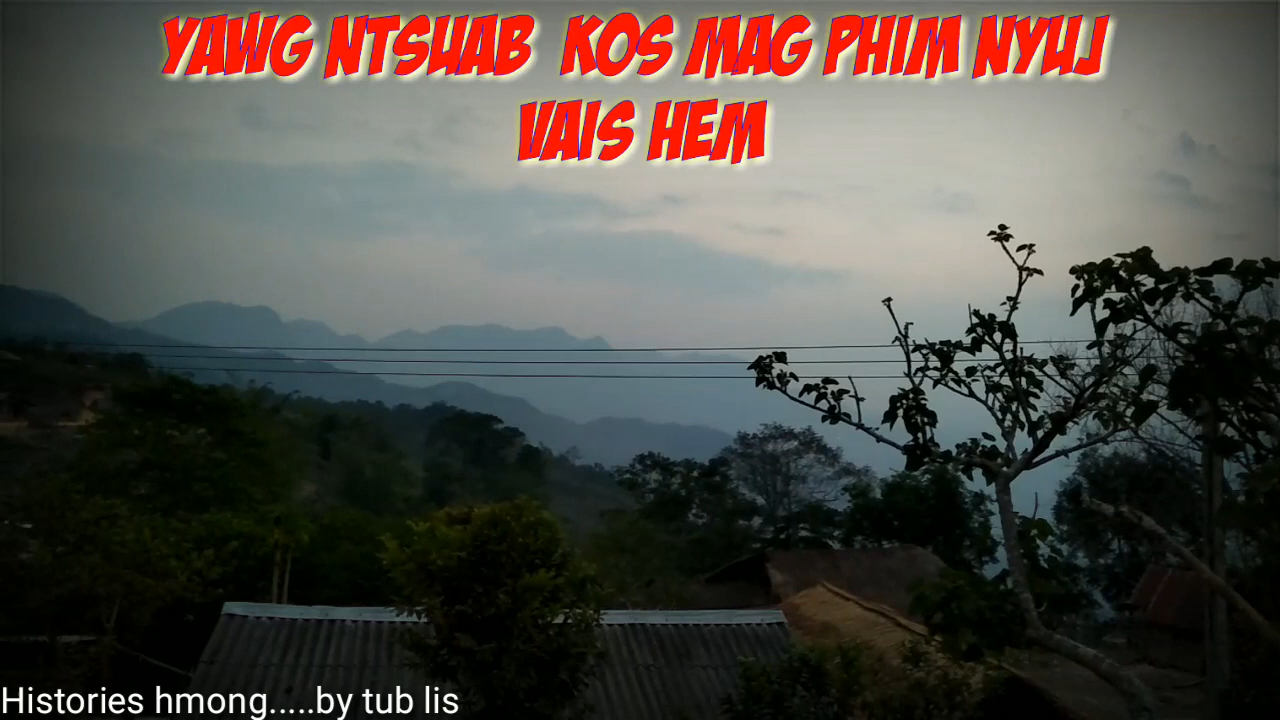 YAWG NTSUAB KOS MAG PHIM NYUJ
VAIS HEM
Histories hmong.....by tub lis